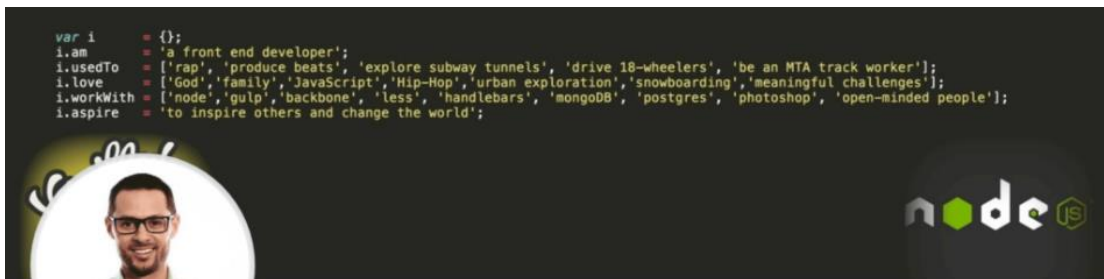 var i = {};
i.am = 'a front end developer';
i.usedTo = ['rap', 'produce beats', 'explore subway tunnels', 'drive 18-wheelers', 'be an MTA track worker'];
i.love = ['God','family','JavaScript','Hip-Hop','urban exploration','snowboarding','meaningful challenges'];
i.workWith = ['node','gulp','backbone', 'less', 'handlebars', 'mongoDB', 'postgres', 'photoshop', 'open-minded people'];
i.aspire = 'to inspire others and change the world';
node JS